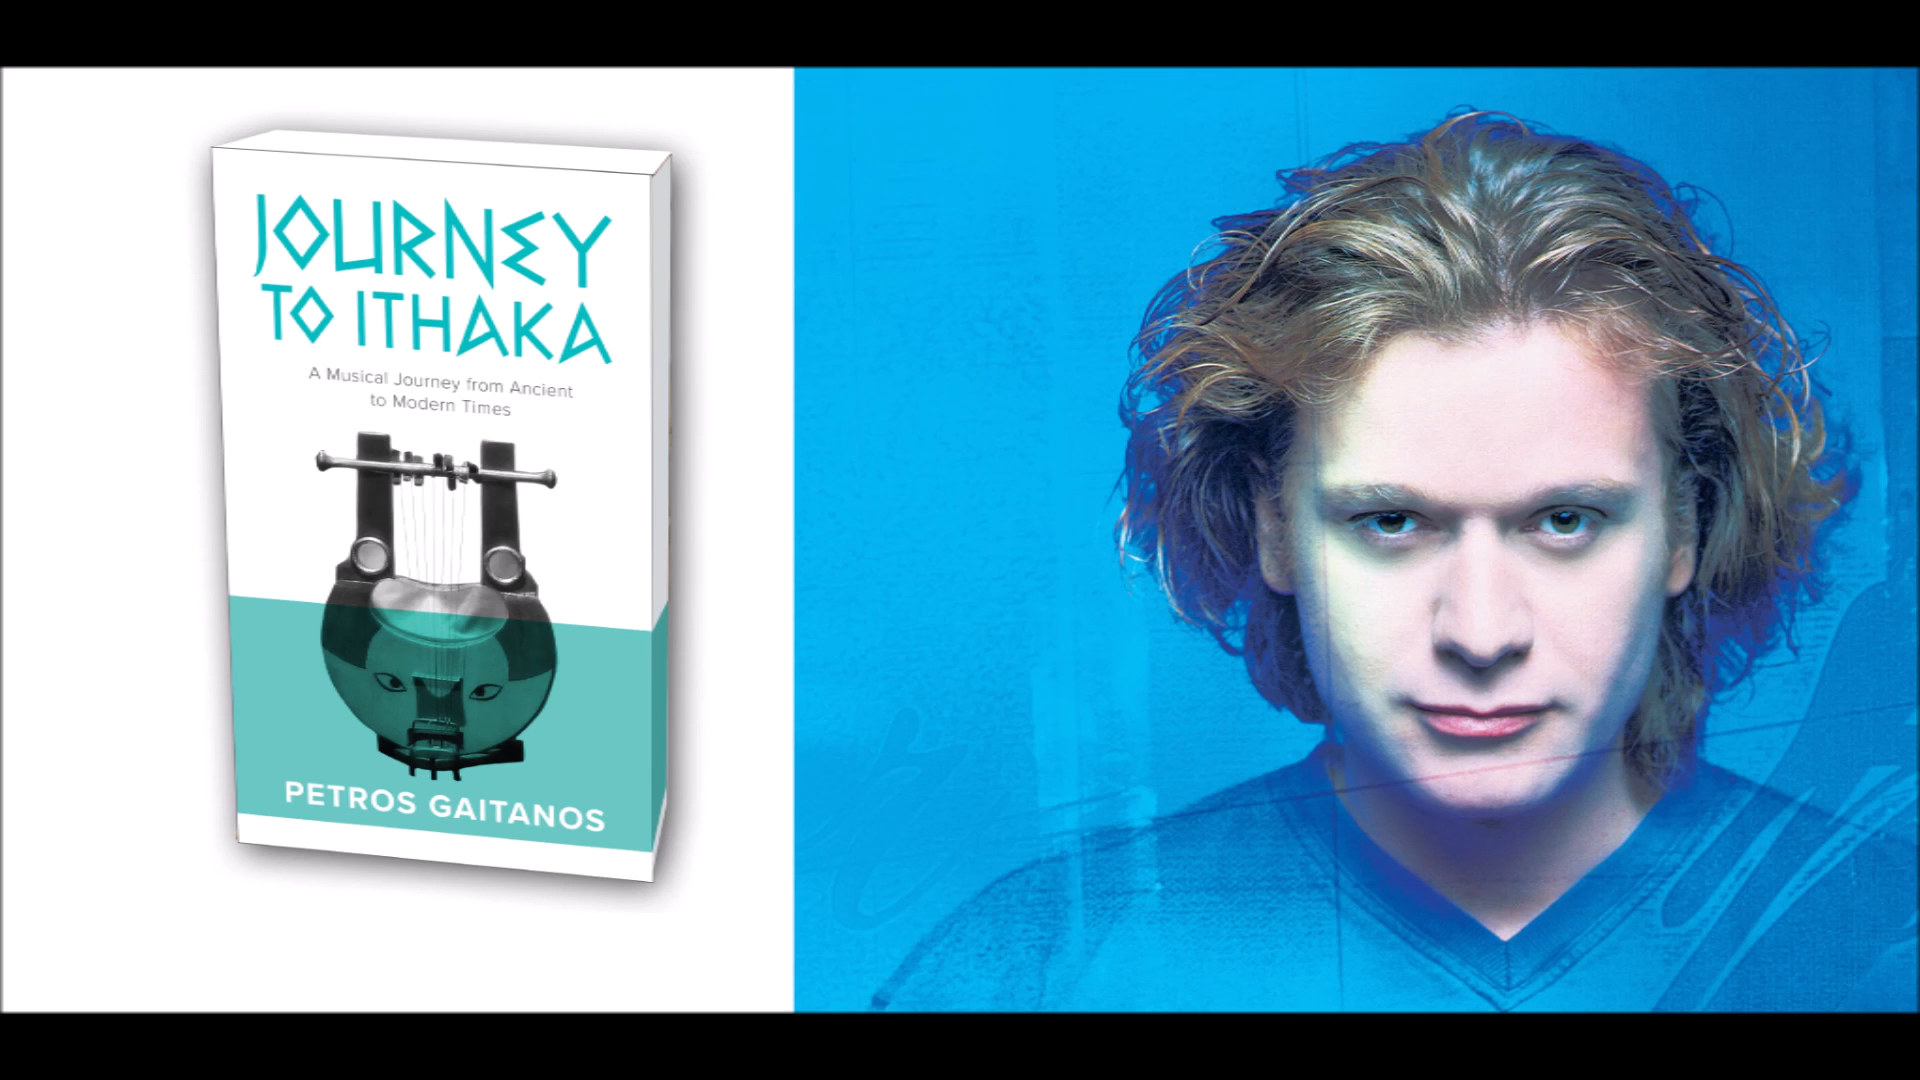 JOURNEY
TO ITHAKA
A Musical Journey from Ancient
to Modern Times
PETROS GAITANOS